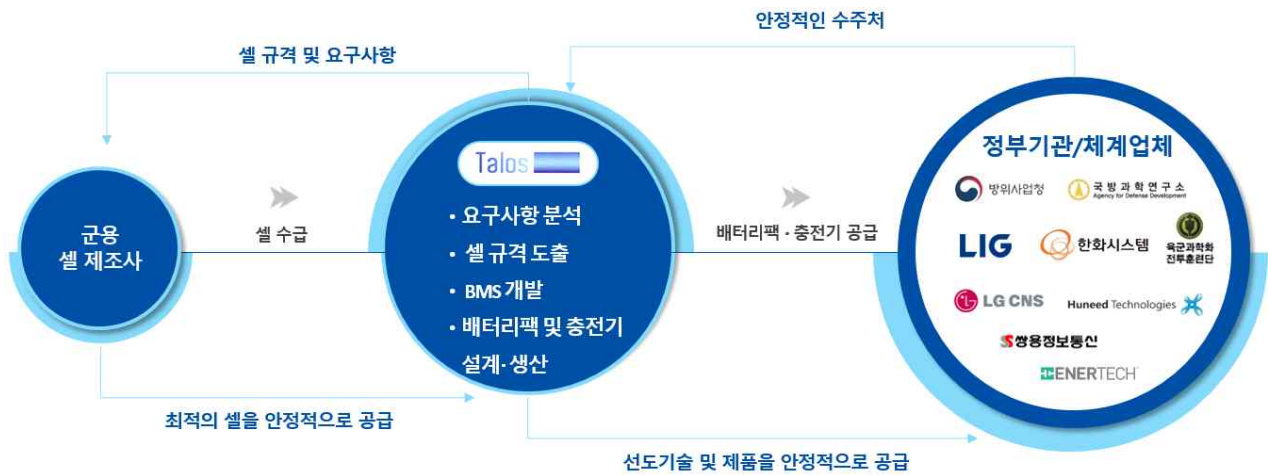 안정적인 수주처
셀 규격 및 요구사항
군용
셀 제조사
셀 수급
Talos
• 요구사항 분석
• 셀 규격 도출
• BMS 개발
• 배터리팩 및 충전기
설계·생산
배터리팩·충전기 공급
정부기관/체계업체
방위사업청
국방과학연구소
Agency for Defense Development
LIG
한화시스템
육군과학화
전투훈련단
LG CNS
Huneed Technologies
쌍용정보통신
ENERTECH
최적의 셀을 안정적으로 공급
선도기술 및 제품을 안정적으로 공급